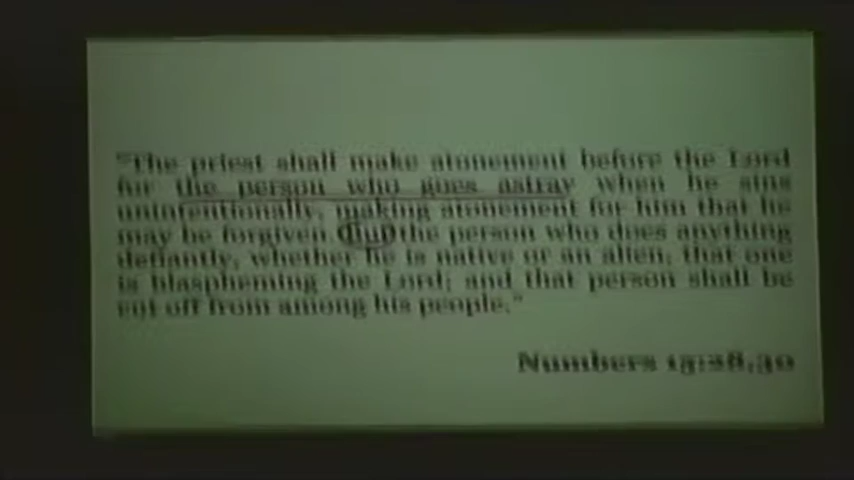 "The priest shall make atonement before the Lord
for the person who goes astray when he sins
unintentionally, making atonement for him that he
may be forgiven. But the person who does anything
defiantly, whether he is native or an alien, that one
is blaspheming the Lord; and that person shall be
cut off from among his people."
Numbers 15:28,30